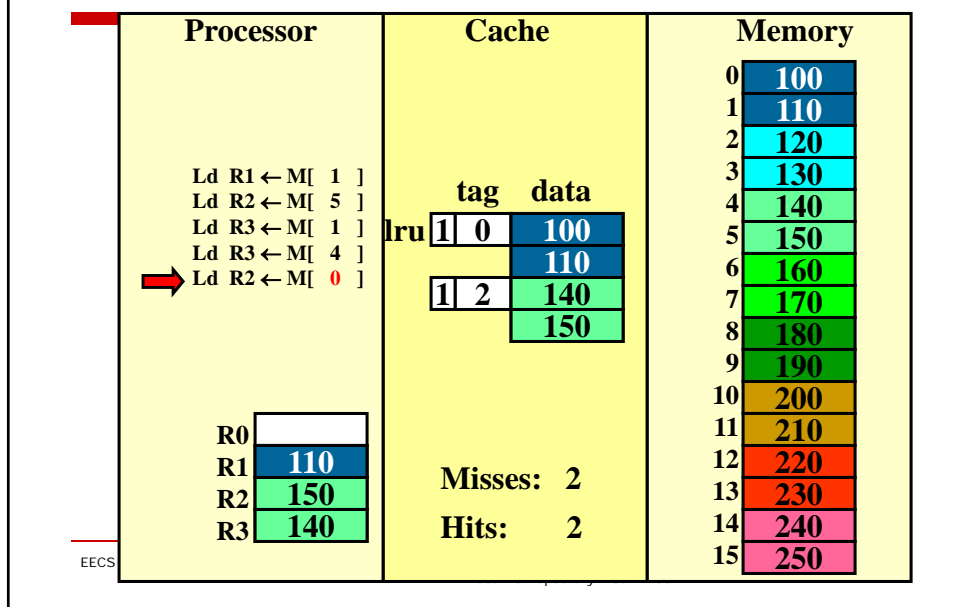 Processor
Ld R1 ← M[ 1 ]
Ld R2 ← M[ 5 ]
Ld R3 ← M[ 1 ]
Ld R3 ← M[ 4 ]
Ld R2 ← M[ 0 ]
R0
R1 110
R2 150
R3 140
Cache
tag data
lru 1 0 100
110
1 2 140
150
Misses: 2
Hits: 2
Memory
0 100
1 110
2 120
3 130
4 140
5 150
6 160
7 170
8 180
9 190
10 200
11 210
12 220
13 230
14 240
15 250
EECS